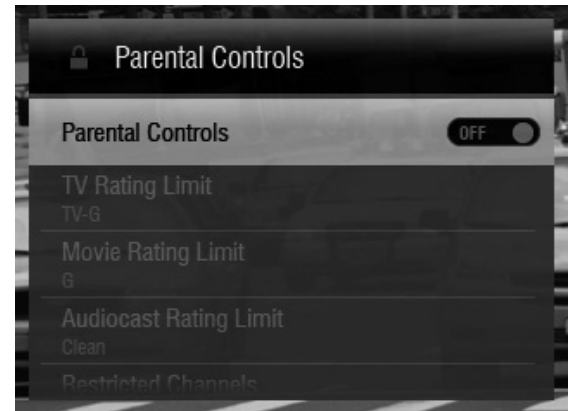 Parental Controls
Parental Controls OFF
TV Rating Limit
TV-G
Movie Rating Limit
G
Audiocast Rating Limit
Clean
Restricted Channels